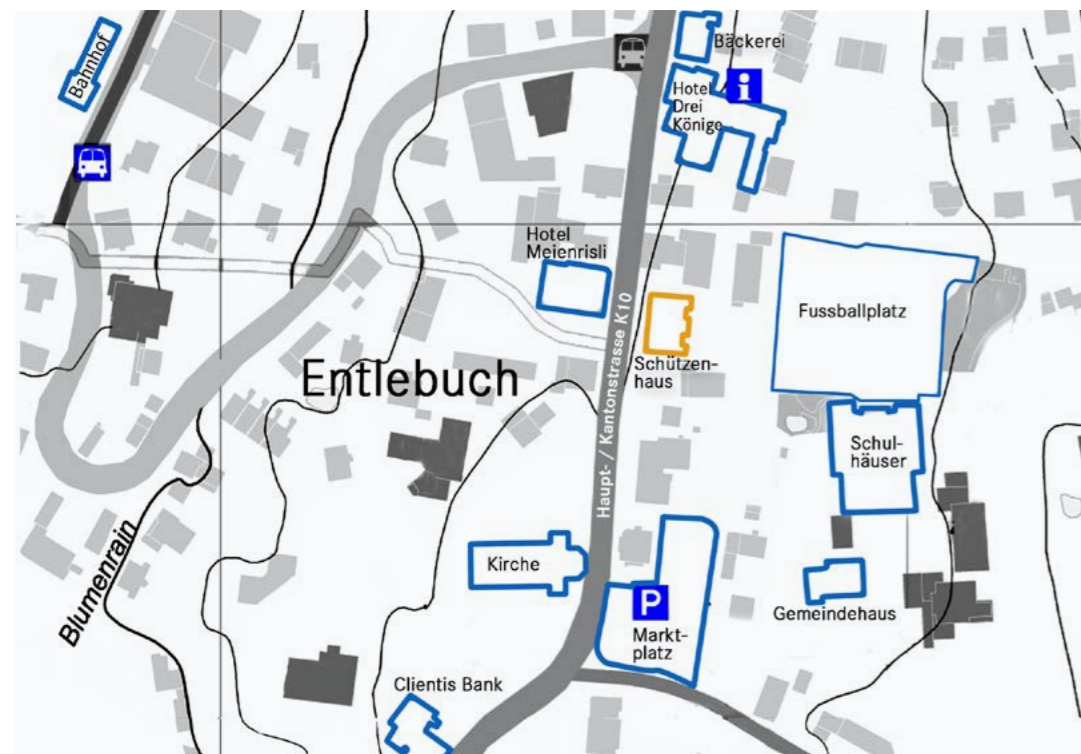 Bäckerei
Bahnhof
i
Hotel
Drei
Könige
Hotel
Meienrisli
Fussballplatz
Haupt- / Kantonstrasse K10
Schützen-
haus
Entlebuch
Schul-
häuser
Blumenrain
Kirche
P
Markt-
platz
Gemeindehaus
Clientis Bank